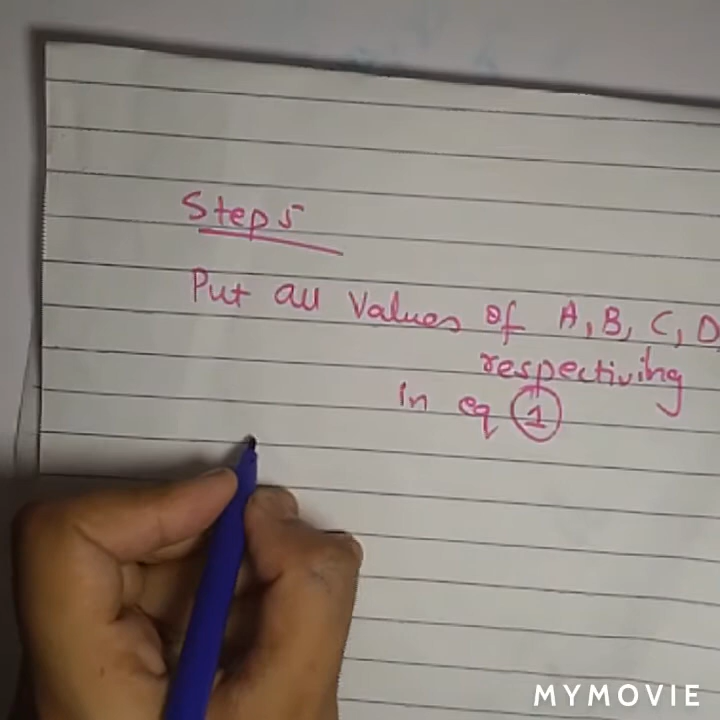 Step 5
Put all Values of A, B, C, D
respectiving
in eq 1
MYMOVIE